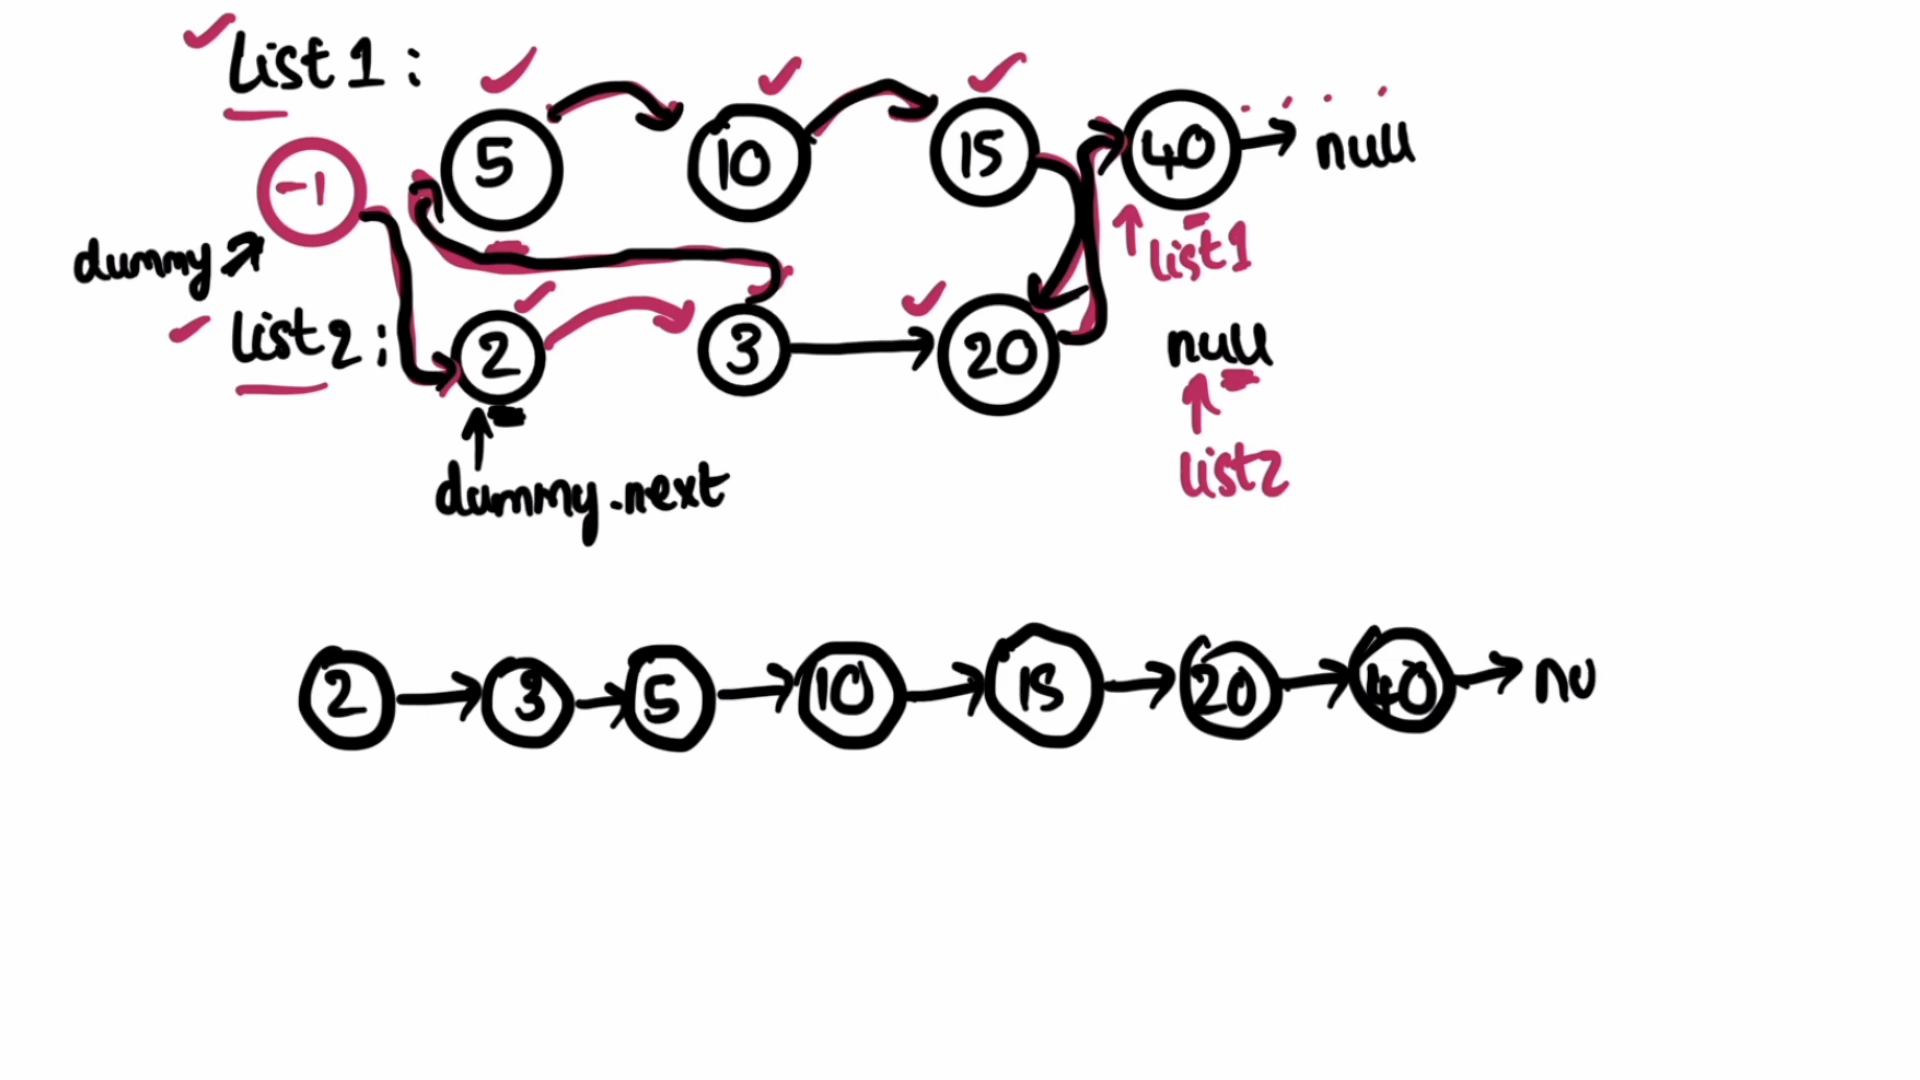 List 1 :
5 10 15 40 null
-1
dummy
list1
List 2 :
2 3 20 null
dummy.next
list2
2 3 5 10 15 20 40 nu